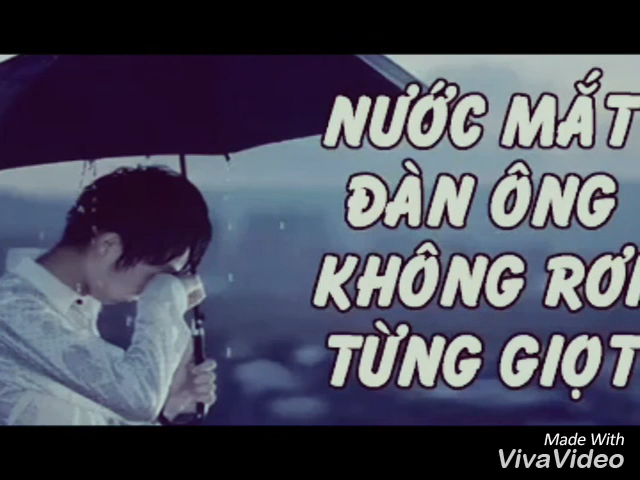 NƯỚC MẮT
ĐÀN ÔNG
KHÔNG RƠI
TỪNG GIỌT
Made With
VivaVideo